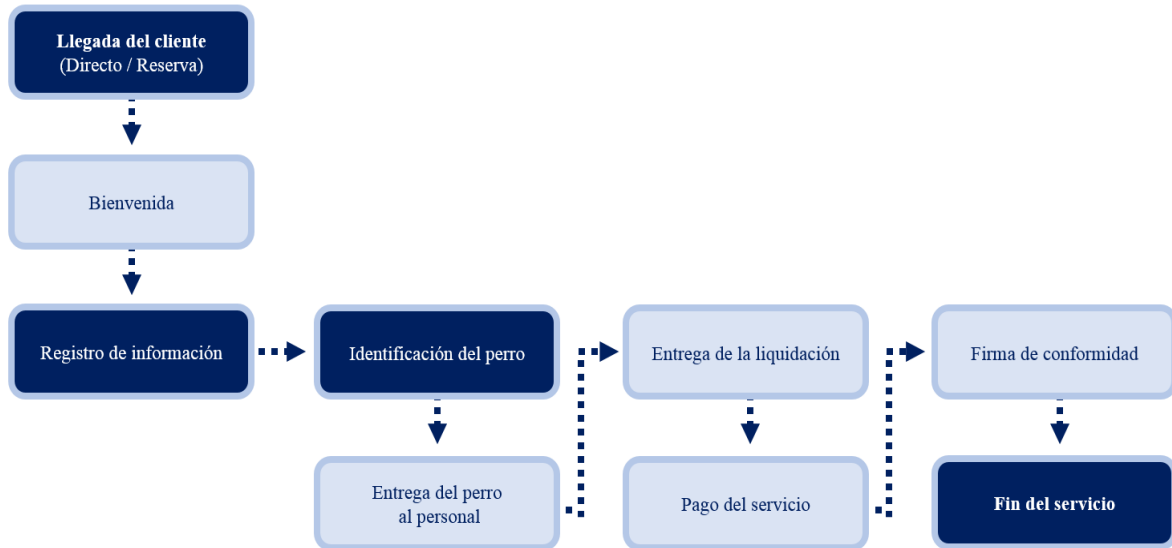 Llegada del cliente
(Directo / Reserva)
Bienvenida
Registro de información
Identificación del perro
Entrega del perro
al personal
Entrega de la liquidación
Pago del servicio
Firma de conformidad
Fin del servicio